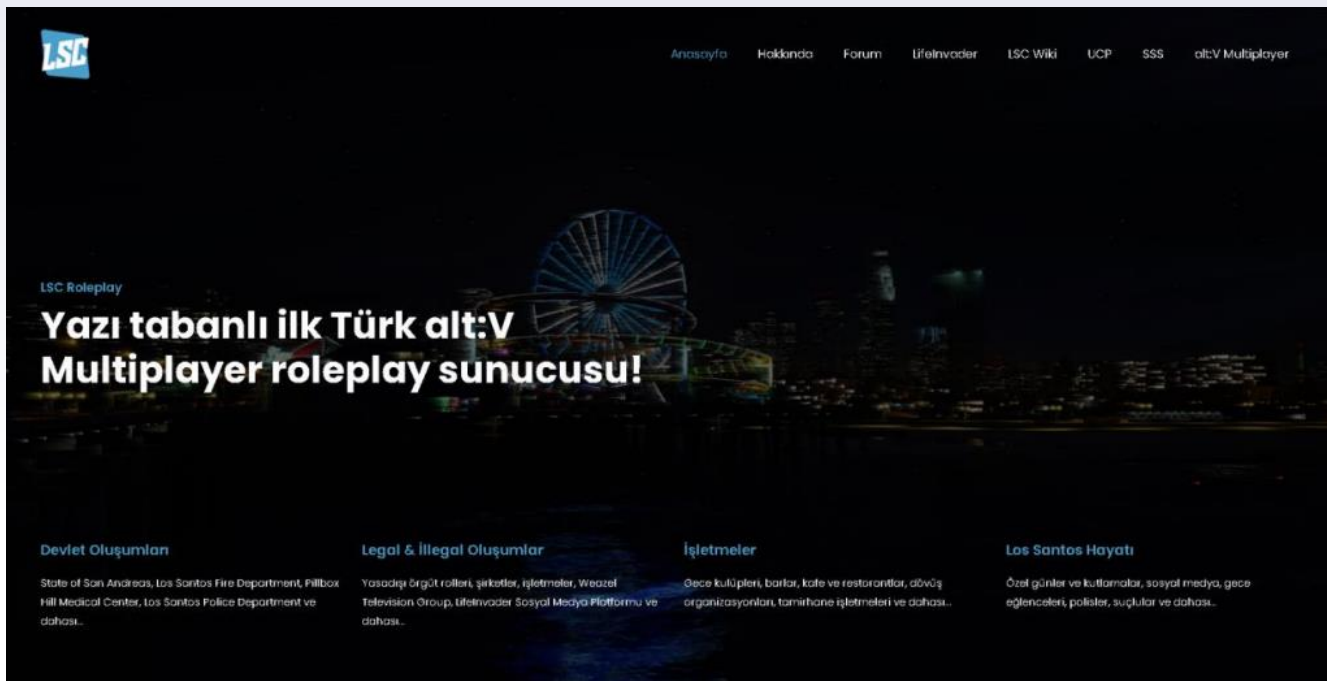 LSC
Anasayfa Hakkında Forum LifeInvader LSC Wiki UCP SSS alt:V Multiplayer
LSC Roleplay
Yazı tabanlı ilk Türk alt:V
Multiplayer roleplay sunucusu!
Devlet Oluşumları
State of San Andreas, Los Santos Fire Department, Pillbox
Hill Medical Center, Los Santos Police Department ve
dahası..
Legal & İllegal Oluşumlar
Yasadışı örgüt rolleri, şirketler, işletmeler, Weazel
Television Group, LifeInvader Sosyal Medya Platformu ve
dahası..
İşletmeler
Gece kulüpleri, barlar, kafe ve restorantlar, dövüş
organizasyonları, tamirhane işletmeleri ve dahası..
Los Santos Hayatı
Özel günler ve kutlamalar, sosyal medya, gece
eğlenceleri, polisler, suçlular ve dahası..